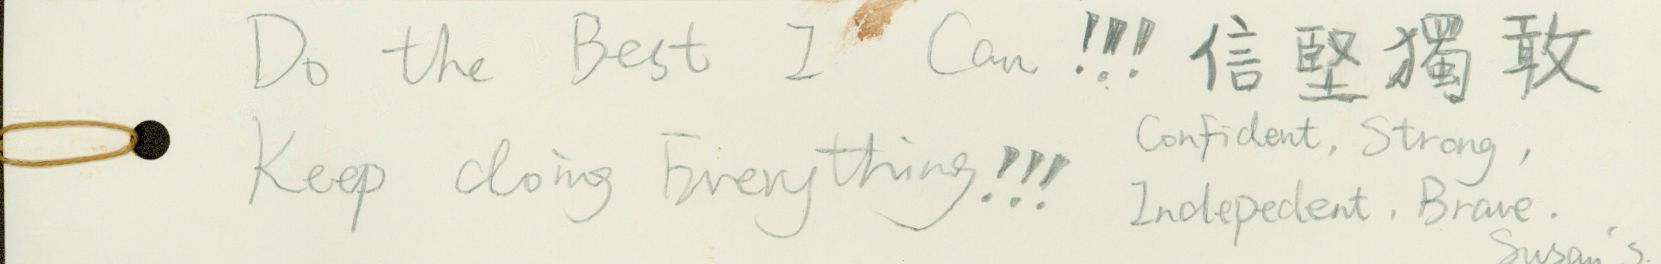 Do the Best I Can!!!! 信堅獨敢
Keep doing Everything!!!!
Confident, Strong,
Indepedent, Brave.
Susan's.